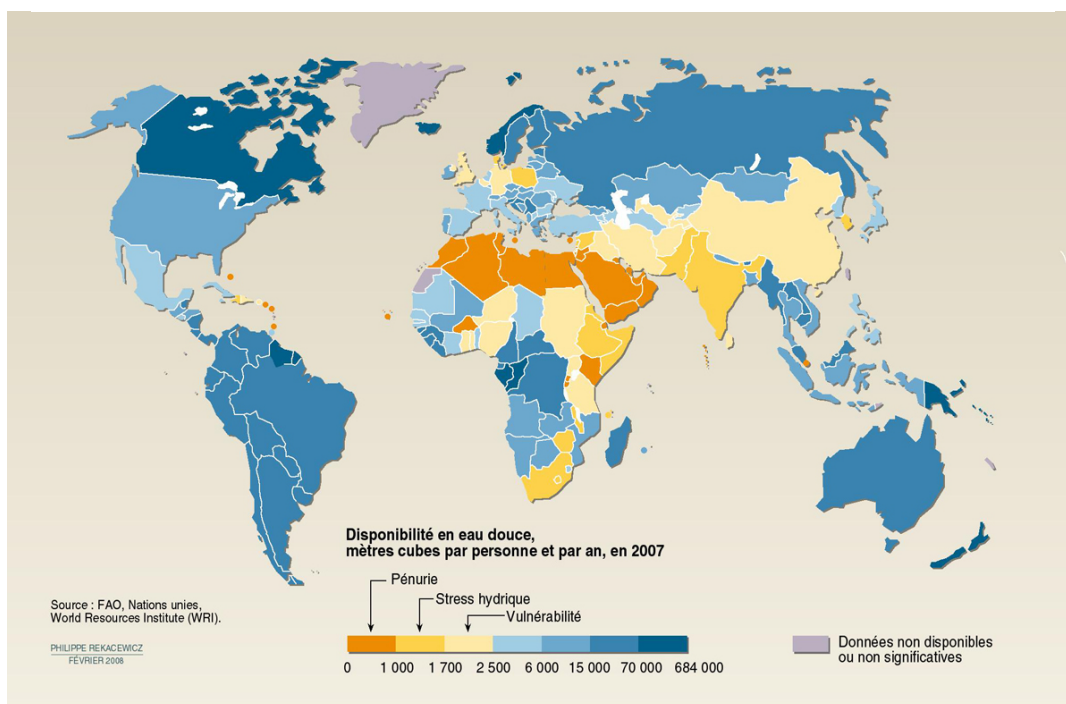 Disponibilité en eau douce,
mètres cubes par personne et par an, en 2007
Pénurie
Stress hydrique
Vulnérabilité
0 1 000 1 700 2 500 6 000 15 000 70 000 684 000
Données non disponibles
ou non significatives
Source : FAO, Nations unies,
World Resources Institute (WRI).
PHILIPPE REKACEWICZ
FÉVRIER 2008